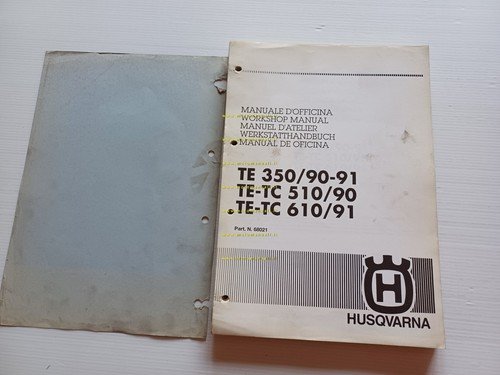 MANUALE D'OFFICINA
WORKSHOP MANUAL
MANUEL D'ATELIER
WERKSTATTHANDBUCH
MANUAL DE OFICINA
TE 350/90-91
TE-TC 510/90
TE-TC 610/91
Part. N. 68021
H
HUSQVARNA